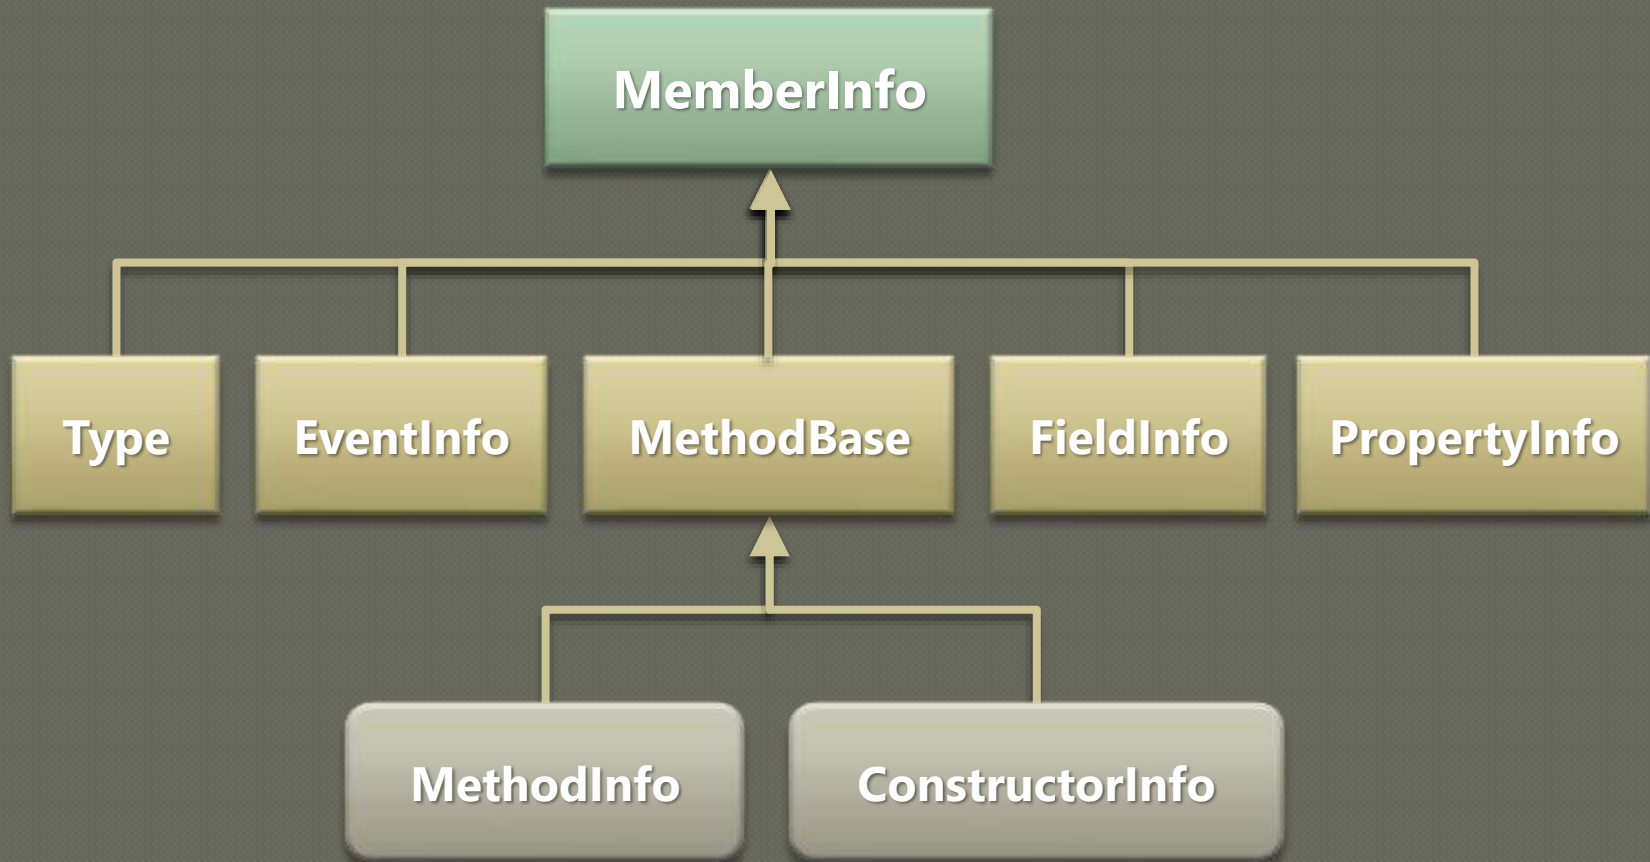 MemberInfo
Type
EventInfo
MethodBase
FieldInfo
PropertyInfo
MethodInfo
ConstructorInfo